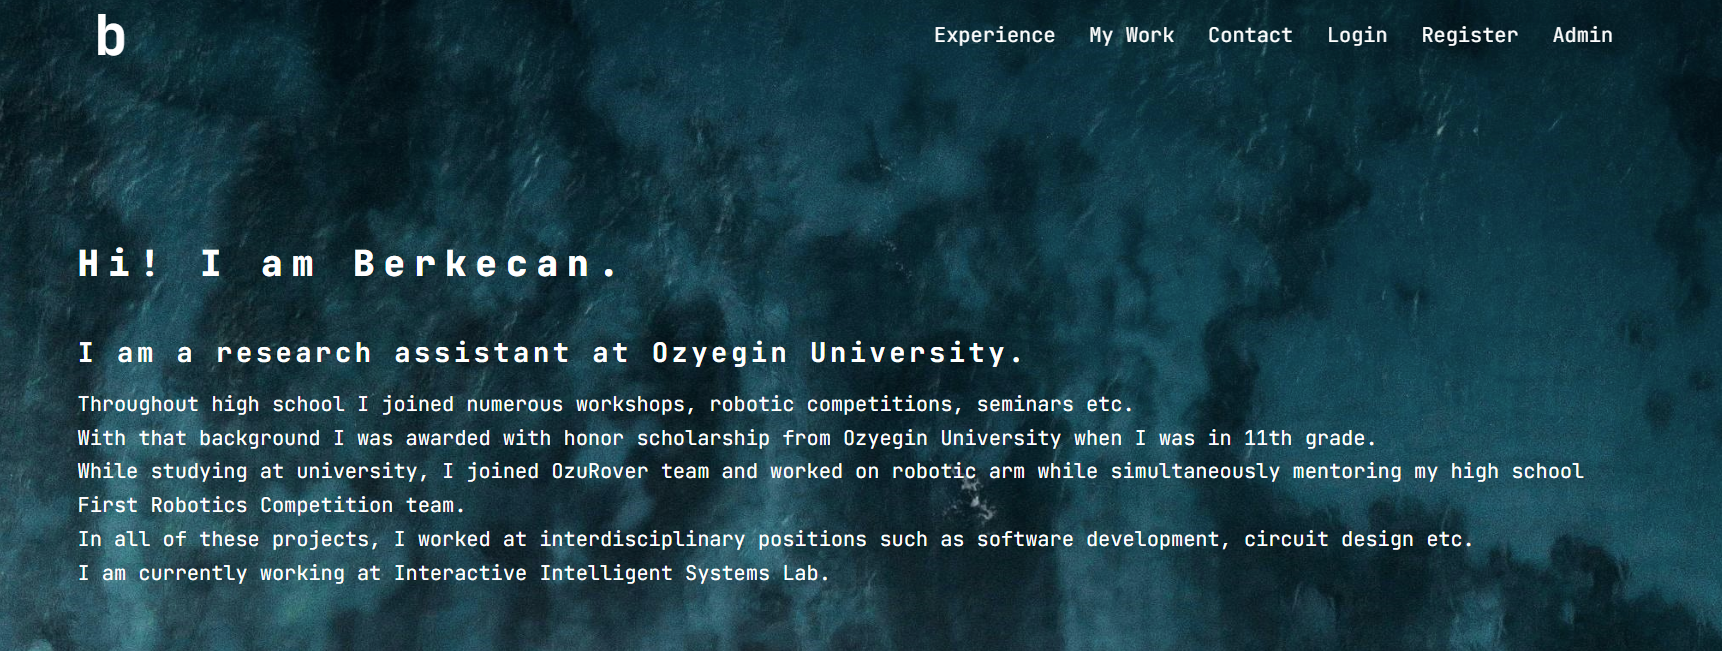 b
Experience My Work Contact Login Register Admin
Hi! I am Berkecan.
I am a research assistant at Ozyegin University.
Throughout high school I joined numerous workshops, robotic competitions, seminars etc.
With that background I was awarded with honor scholarship from Ozyegin University when I was in 11th grade.
While studying at university, I joined OzuRover team and worked on robotic arm while simultaneously mentoring my high school
First Robotics Competition team.
In all of these projects, I worked at interdisciplinary positions such as software development, circuit design etc.
I am currently working at Interactive Intelligent Systems Lab.